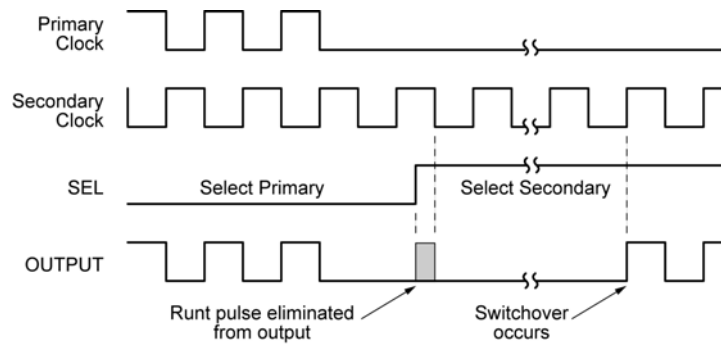 Primary
Clock
Secondary
Clock
SEL
Select Primary
Select Secondary
OUTPUT
Runt pulse eliminated
from output
Switchover
occurs